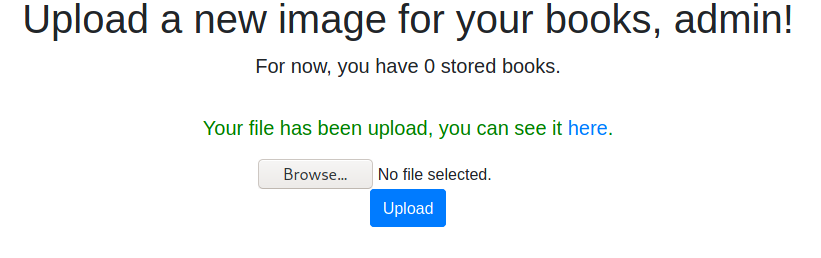 Upload a new image for your books, admin!
For now, you have 0 stored books.
Your file has been upload, you can see it here.
Browse... No file selected.
Upload